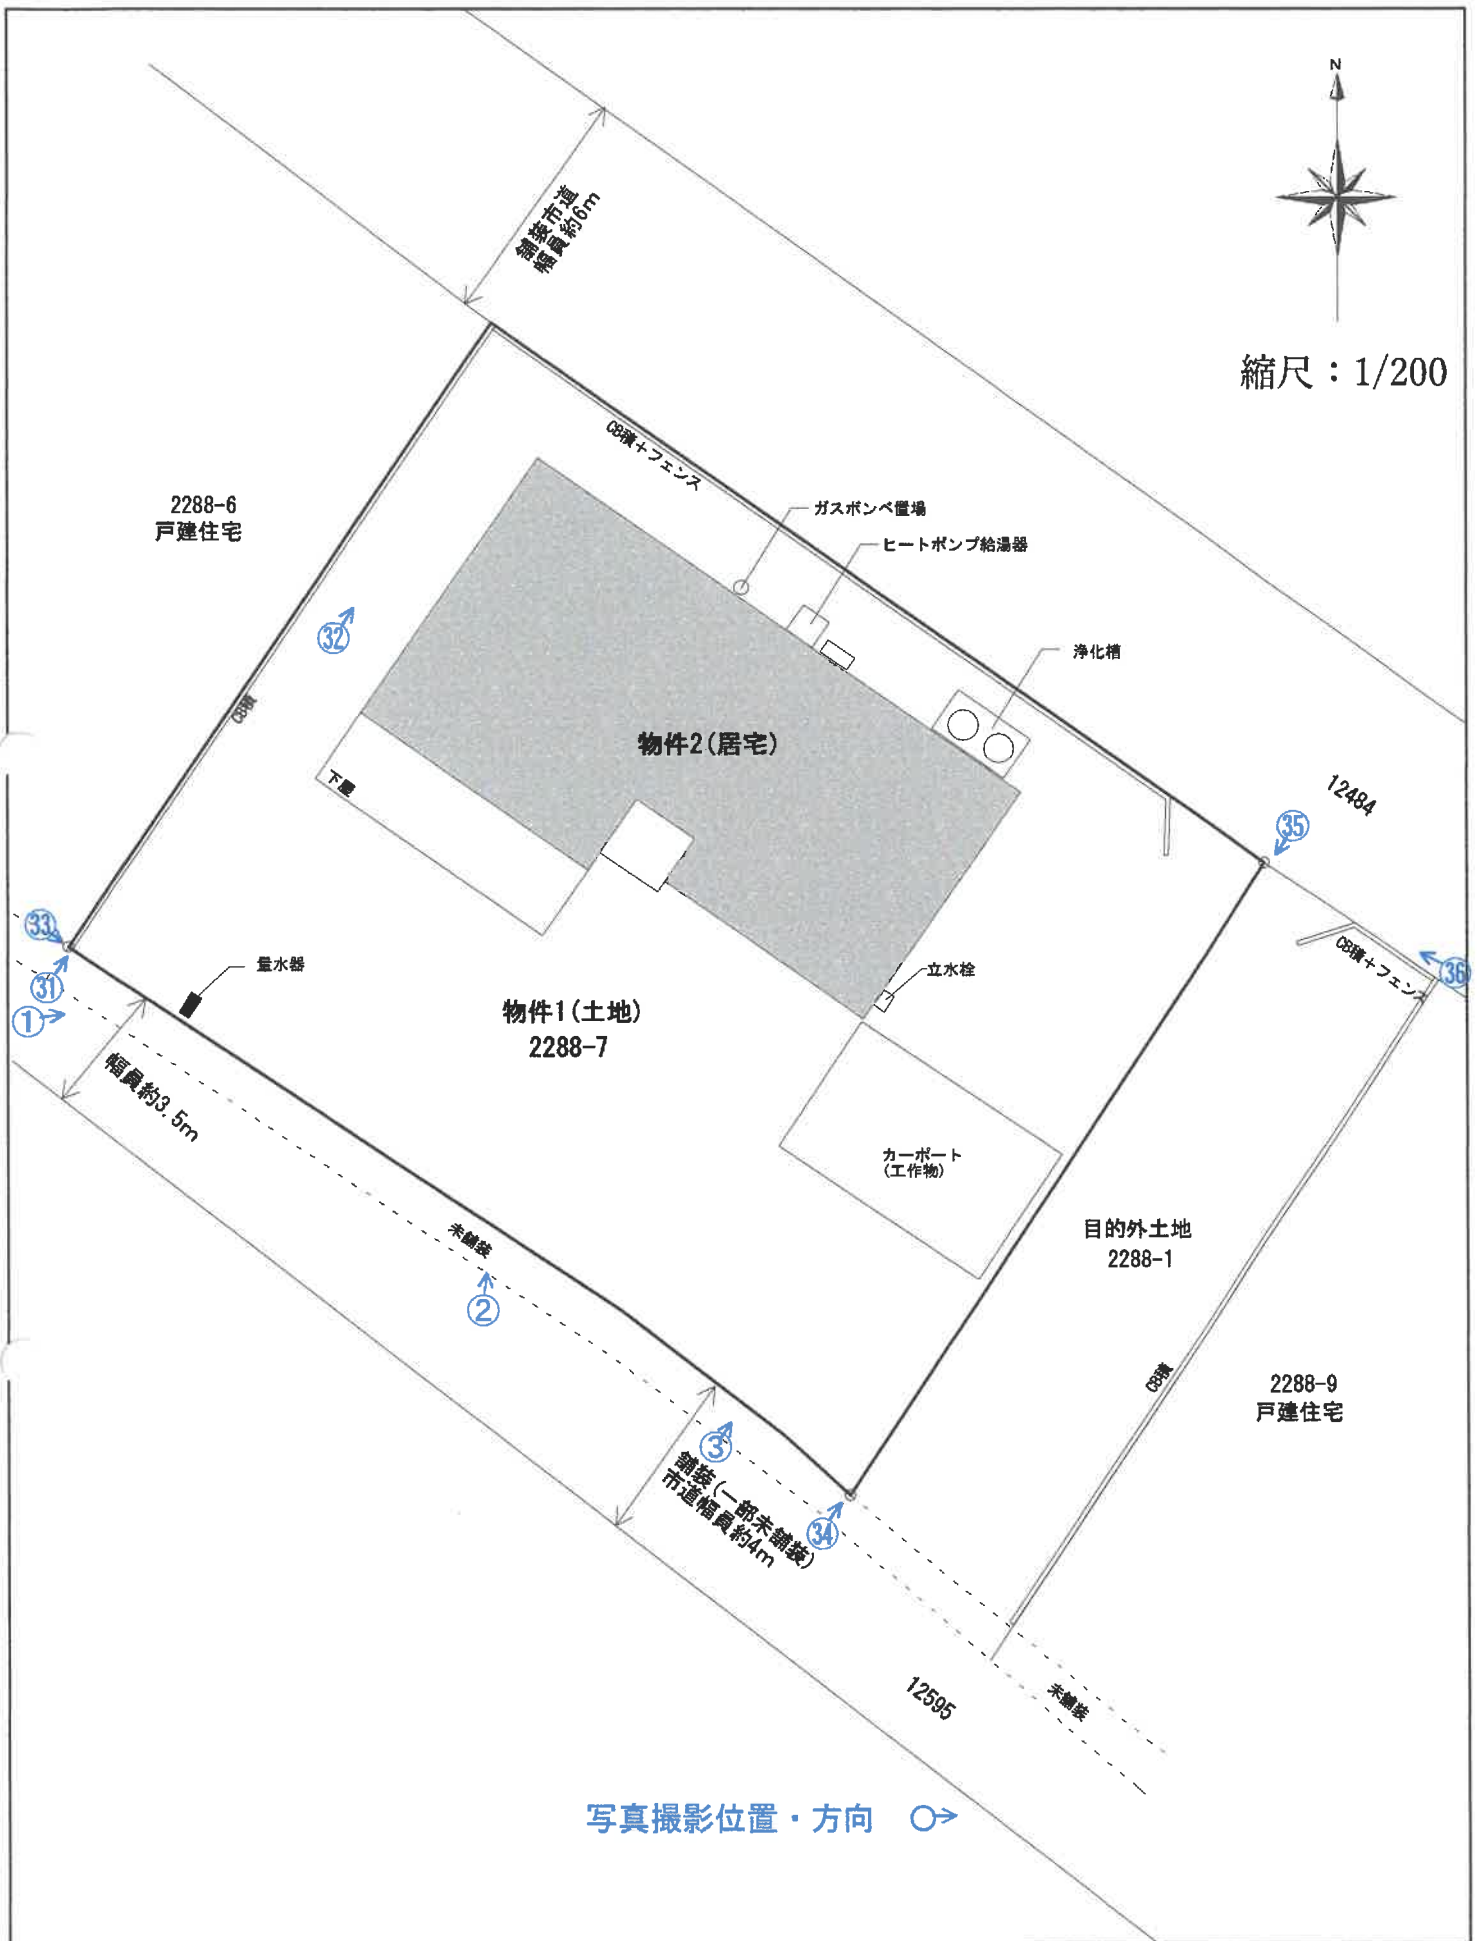 N
舗装市道
幅員約6m
縮尺：1/200
CB積+フェンス
2288-6
戸建住宅
ガスボンベ置場
ヒートポンプ給湯器
㉜
浄化槽
CB積
物件2(居宅)
下屋
12484
㉟
㉝
CB積+フェンス
㊱
量水器
立水栓
㉛
①
物件1(土地)
2288-7
幅員約3.5m
カーポート
(工作物)
目的外土地
2288-1
未舗装
②
CB積
2288-9
戸建住宅
③
舗装(一部未舗装)
市道幅員約4m
㉞
12595
未舗装
写真撮影位置・方向